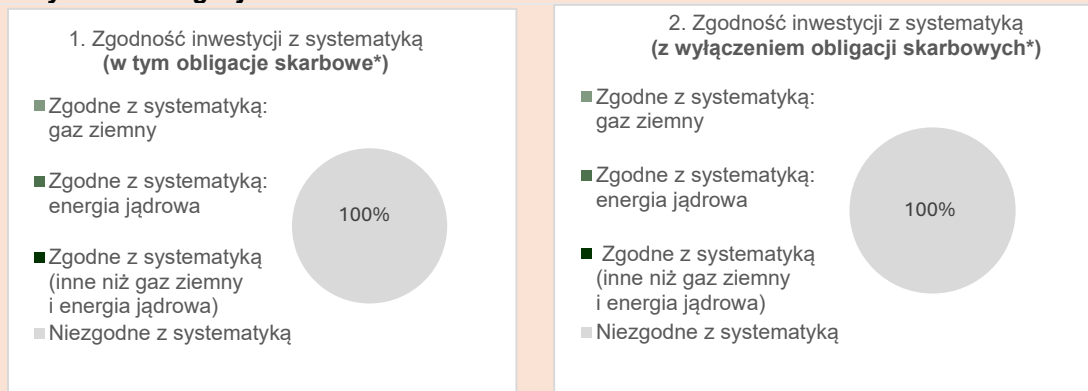 1. Zgodność inwestycji z systematyką
(w tym obligacje skarbowe*)
Zgodne z systematyką:
gaz ziemny
Zgodne z systematyką:
energia jądrowa
Zgodne z systematyką
(inne niż gaz ziemny
i energia jądrowa)
Niezgodne z systematyką
100%
2. Zgodność inwestycji z systematyką
(z wyłączeniem obligacji skarbowych*)
Zgodne z systematyką:
gaz ziemny
Zgodne z systematyką:
energia jądrowa
Zgodne z systematyką
(inne niż gaz ziemny
i energia jądrowa)
Niezgodne z systematyką
100%